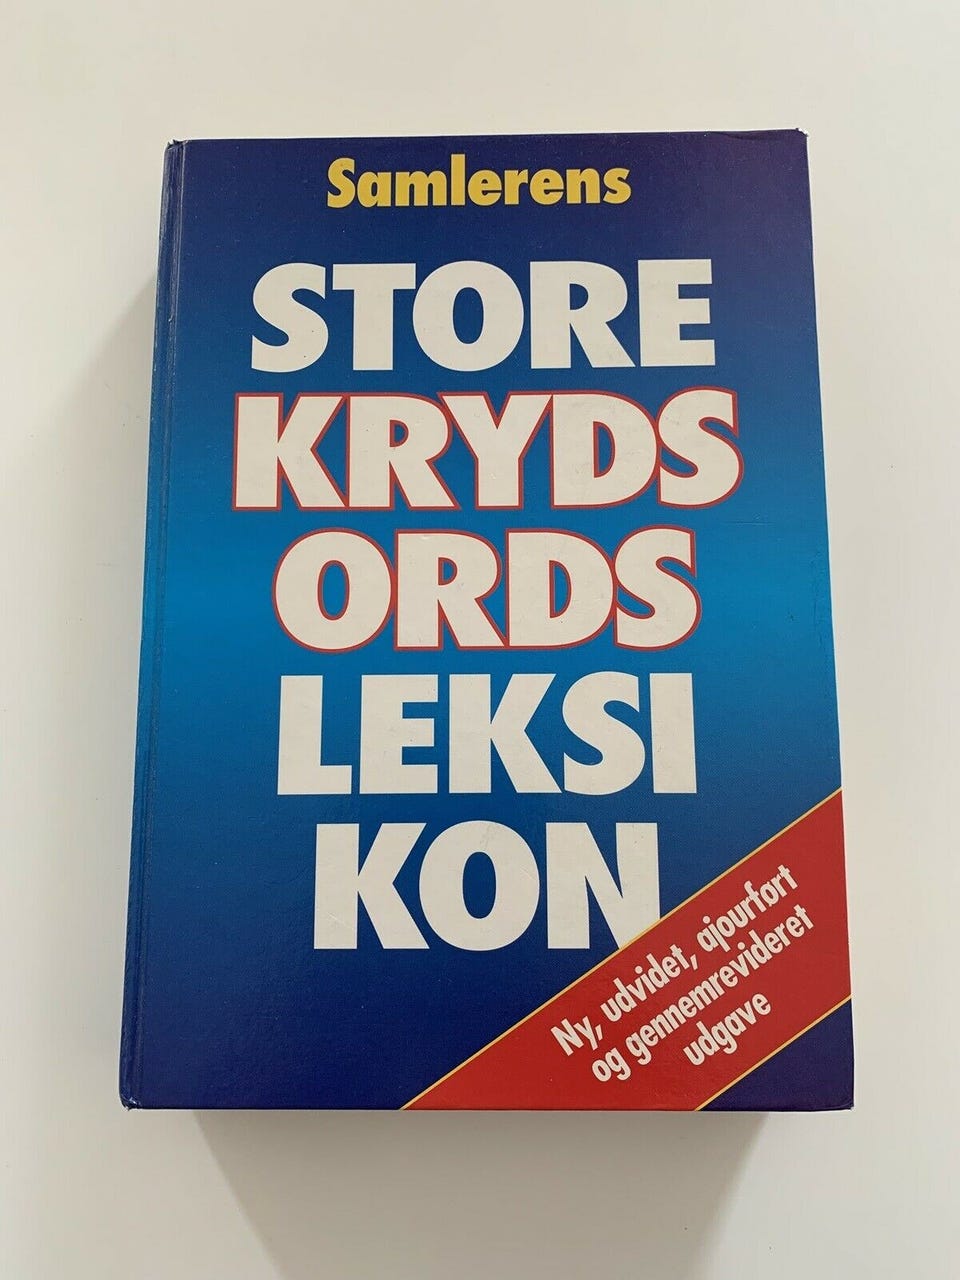 Samlerens
STORE
KRYDS
ORDS
LEKSI
KON
Ny, udvidet, ajourført
og gennemrevideret
udgave